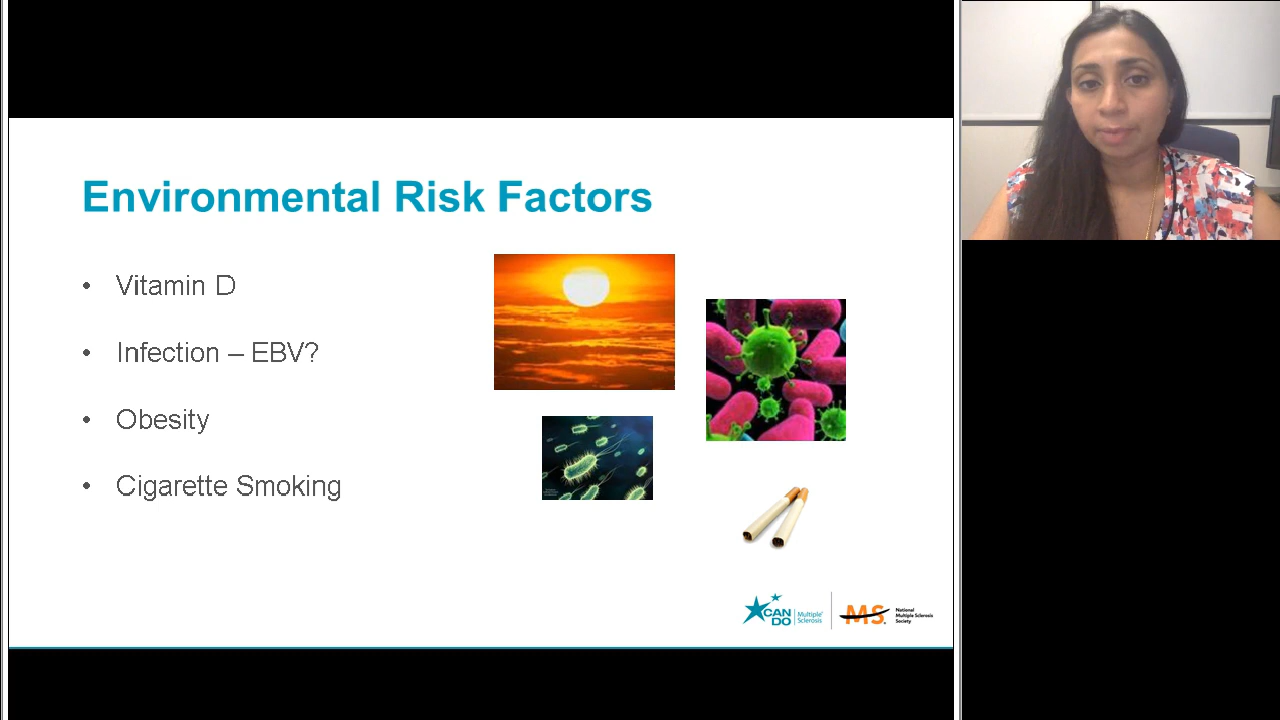 Environmental Risk Factors
• Vitamin D
• Infection – EBV?
• Obesity
• Cigarette Smoking
CAN DO
Multiple
Sclerosis
MS
National
Multiple Sclerosis
Society